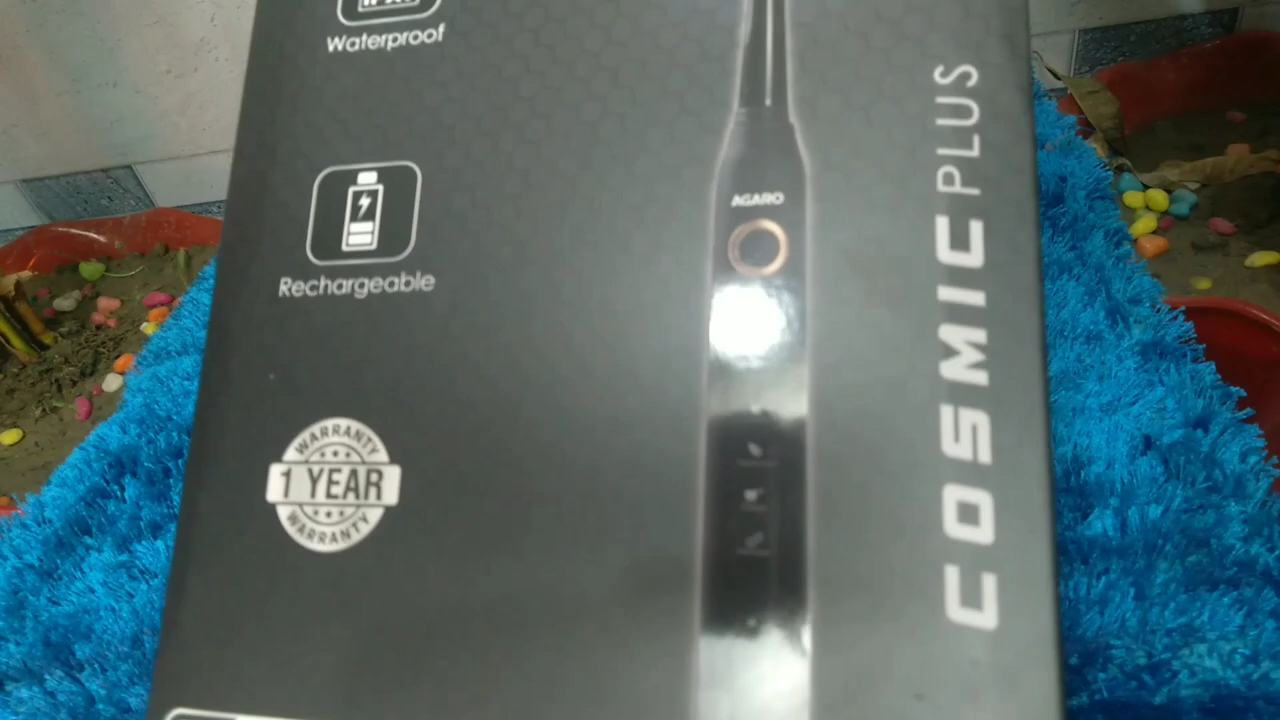 Waterproof
Rechargeable
WARRANTY
1 YEAR
WARRANTY
AGARO
COSMIC PLUS